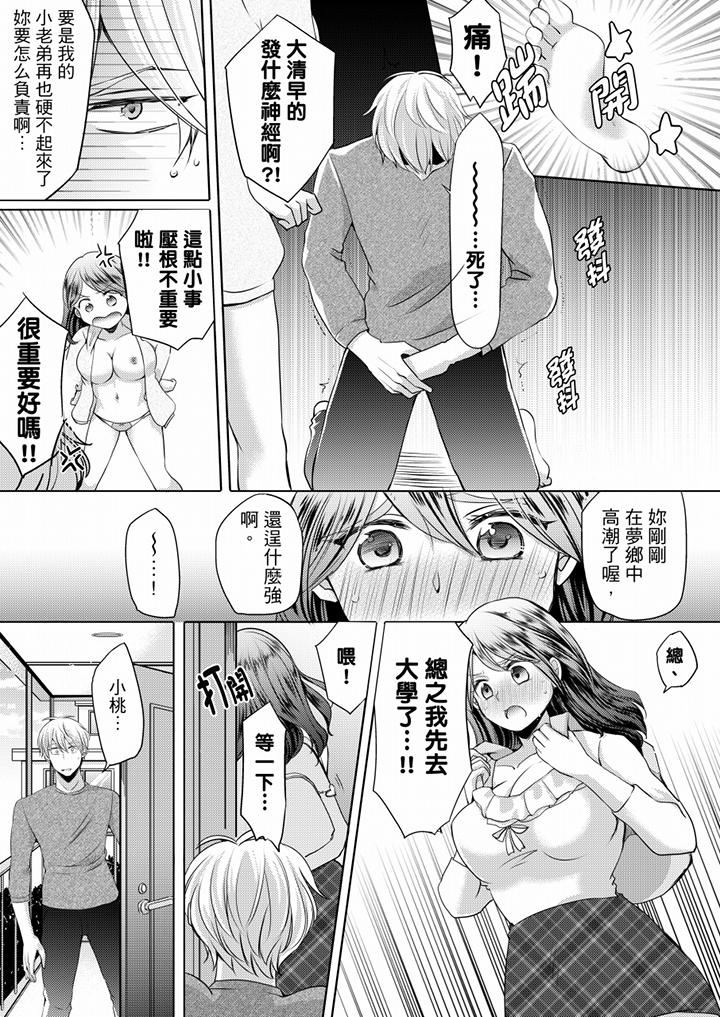 踹
開
痛！
大清早的
發什麼神經啊?!
～～～～死了…
發抖
發抖
要是我的
小老弟再也硬不起來了
妳要怎么負責啊…
這點小事
壓根不重要
啦!!
很重要好嗎!!
妳剛剛
在夢鄉中
高潮了喔，
還逞什麼強
啊。
～…！
總、
總之我先去
大學了…!!
喂！
打開
等一下…
小桃…